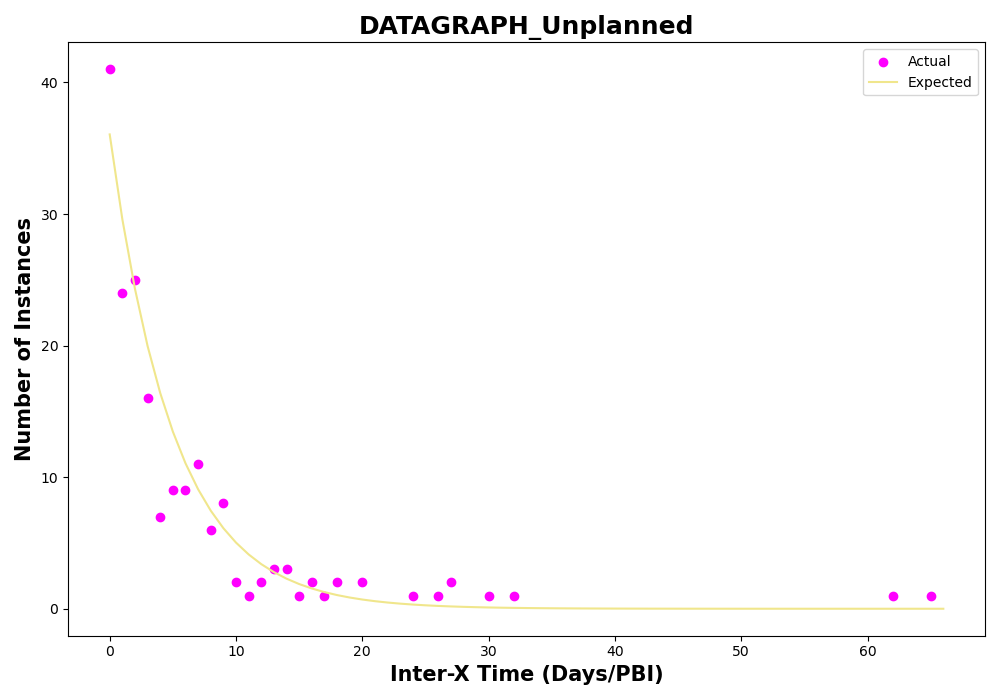 DATAGRAPH_Unplanned
Actual
Expected
Number of Instances
40
30
20
10
0
0 10 20 30 40 50 60
Inter-X Time (Days/PBI)